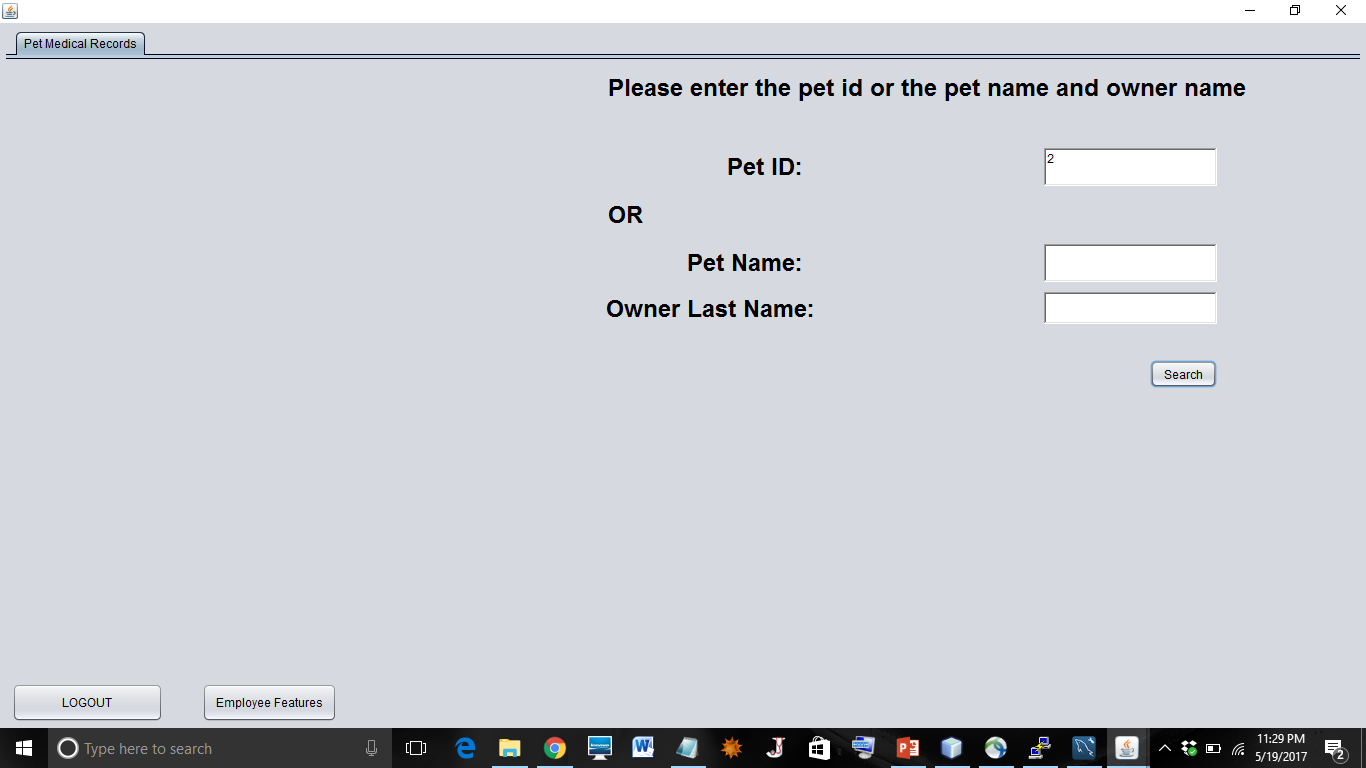 Pet Medical Records
Please enter the pet id or the pet name and owner name
Pet ID: 2
OR
Pet Name:
Owner Last Name:
Search
LOGOUT Employee Features
Type here to search
11:29 PM
5/19/2017
2